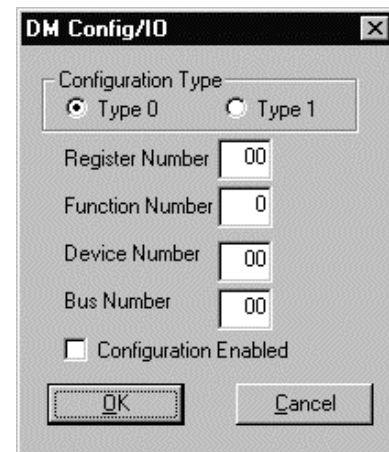 DM Config/IO
Configuration Type
Type 0 Type 1
Register Number 00
Function Number 0
Device Number 00
Bus Number 00
Configuration Enabled
OK Cancel